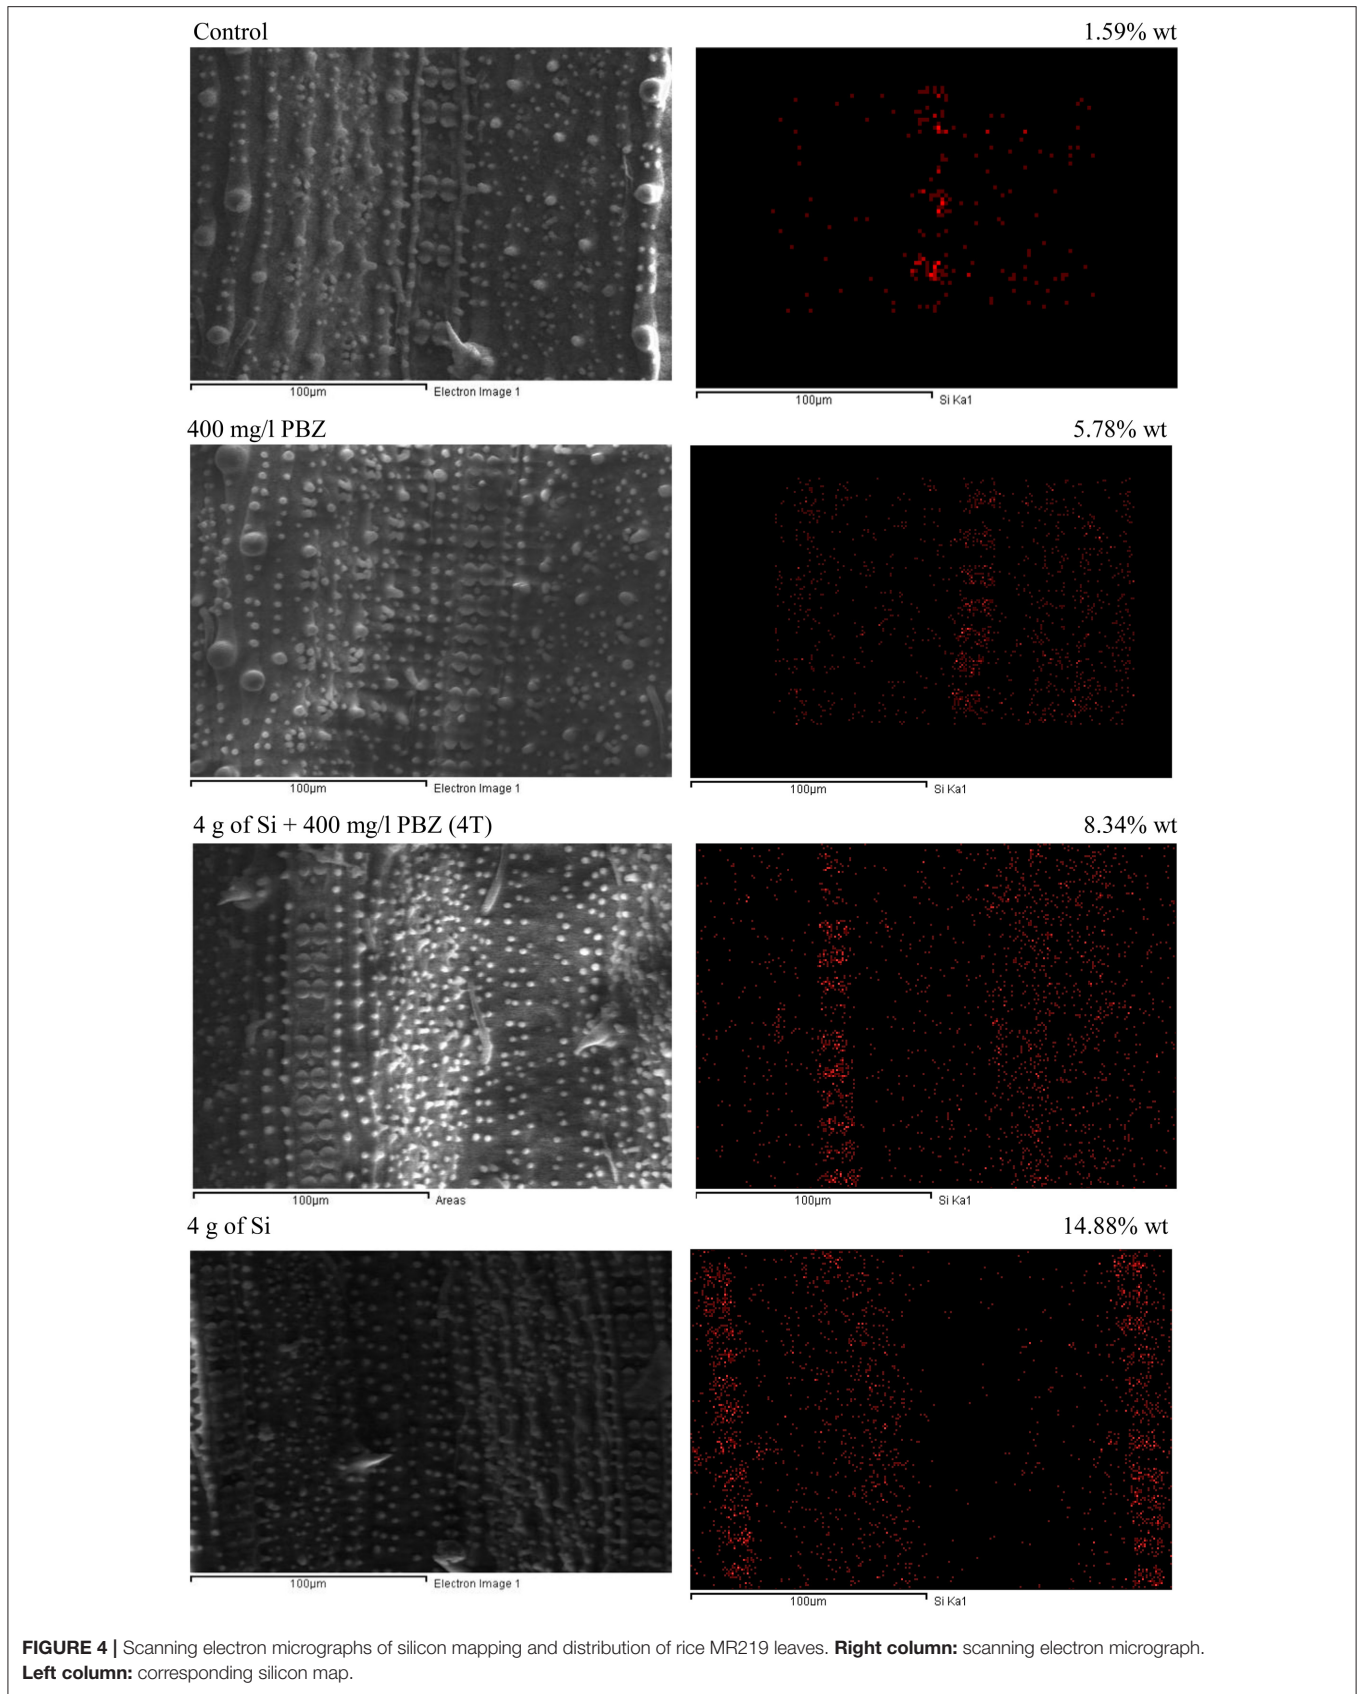 Control 1.59% wt
100µm Electron Image 1 100µm Si Ka1
400 mg/l PBZ 5.78% wt
100µm Electron Image 1 100µm Si Ka1
4 g of Si + 400 mg/l PBZ (4T) 8.34% wt
100µm Areas 100µm Si Ka1
4 g of Si 14.88% wt
100µm Electron Image 1 100µm Si Ka1
FIGURE 4 | Scanning electron micrographs of silicon mapping and distribution of rice MR219 leaves. Right column: scanning electron micrograph.
Left column: corresponding silicon map.